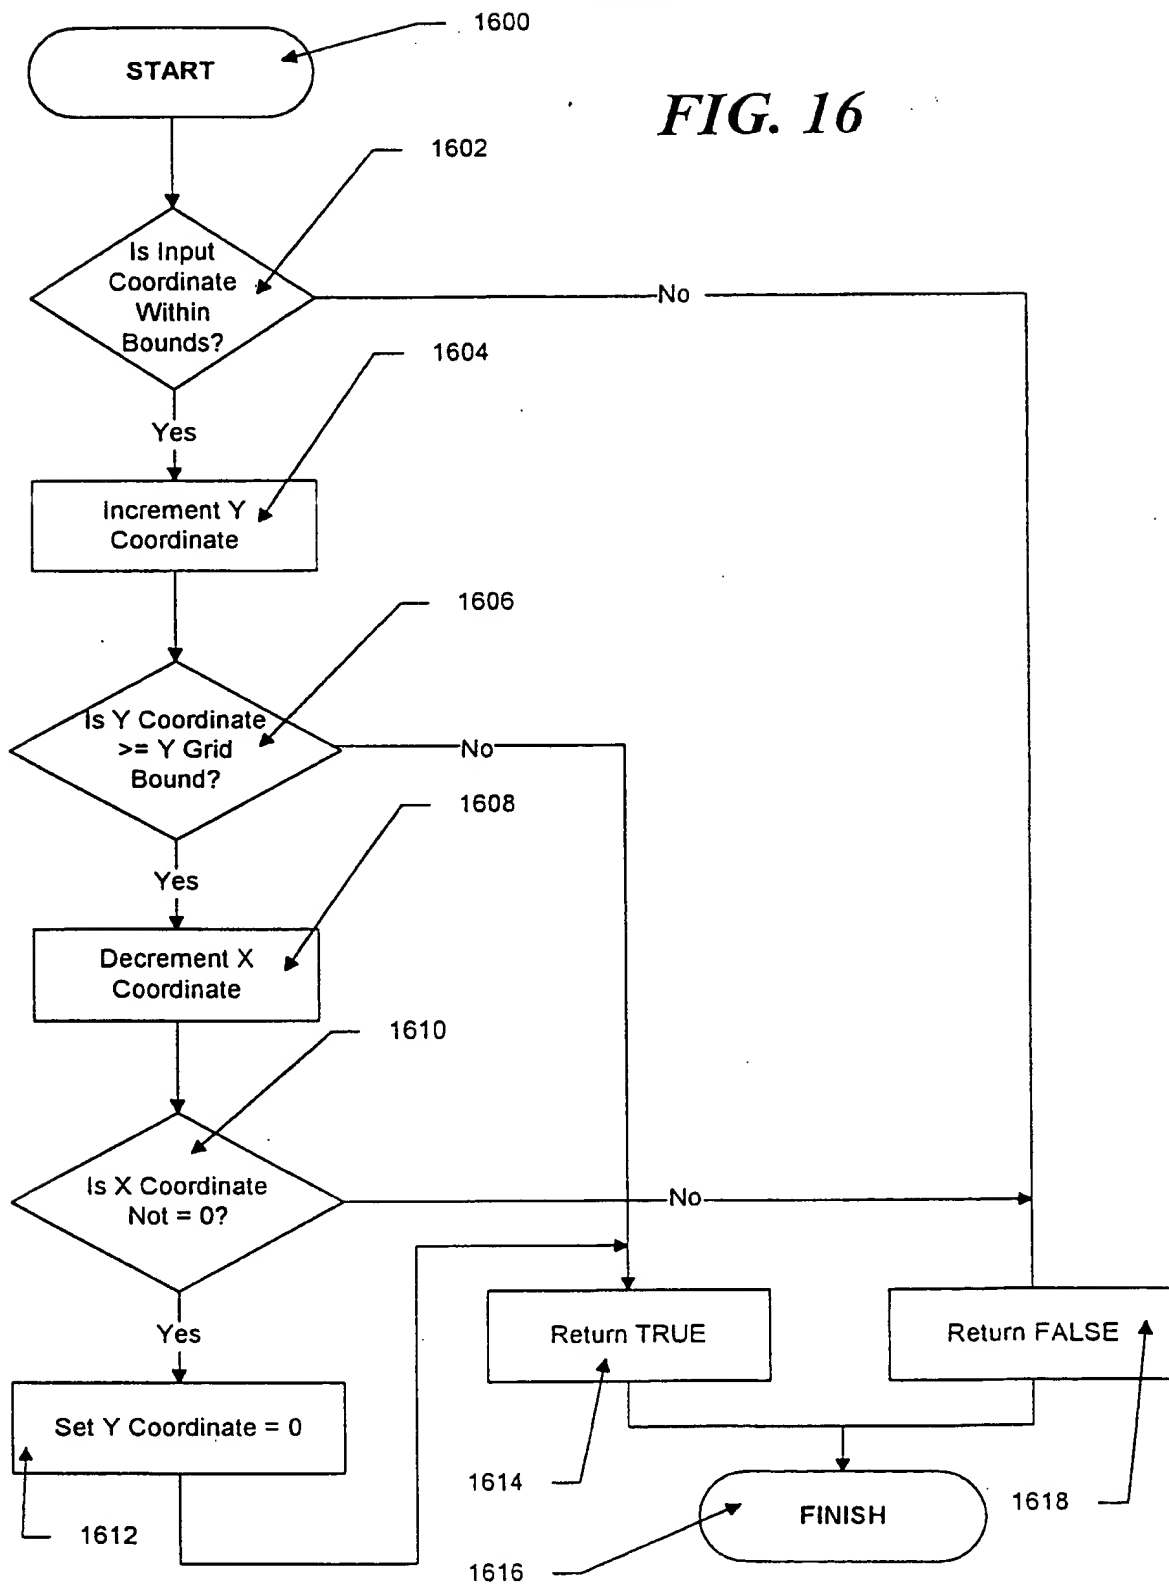 1600
START
FIG. 16
1602
Is Input
Coordinate
Within
Bounds?
No
1604
Yes
Increment Y
Coordinate
1606
Is Y Coordinate
>= Y Grid
Bound?
No
1608
Yes
Decrement X
Coordinate
1610
Is X Coordinate
Not = 0?
No
Yes
Return TRUE
Return FALSE
Set Y Coordinate = 0
1614
1618
FINISH
1612
1616